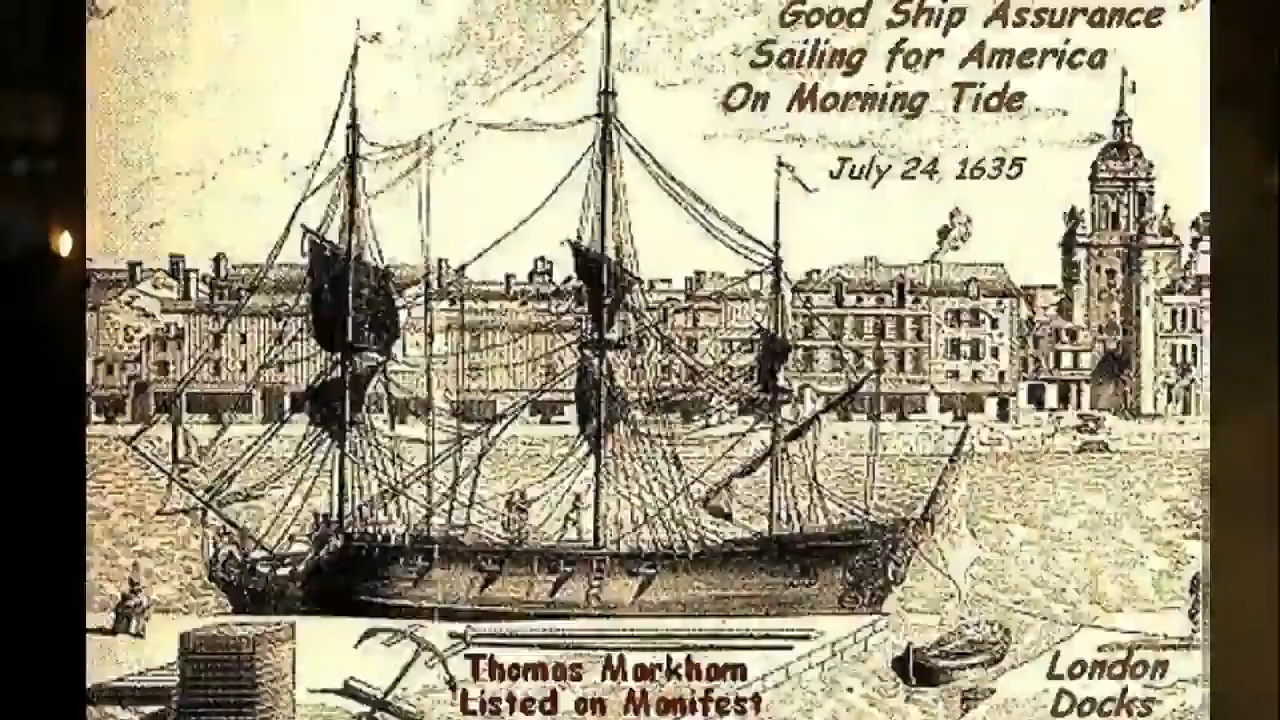 Good Ship Assurance
Sailing for America
On Morning Tide
July 24, 1635
Thomas Markham
Listed on Manifest
London
Docks